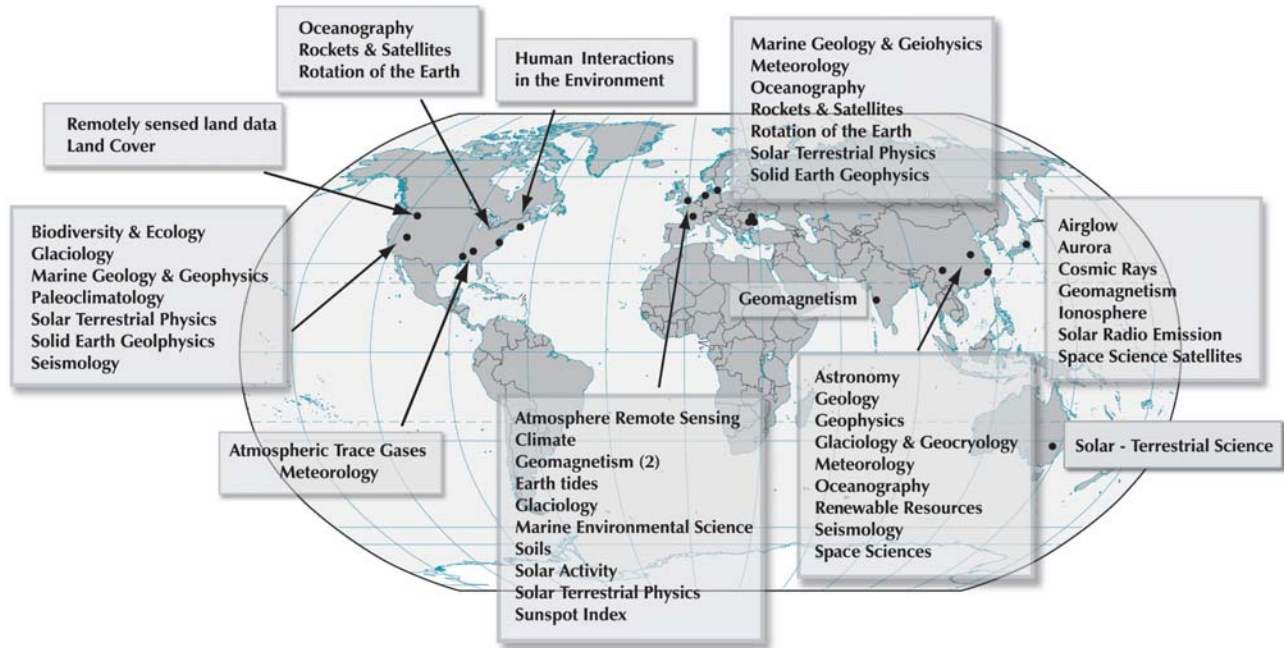 Oceanography
Rockets & Satellites
Rotation of the Earth
Human Interactions
in the Environment
Marine Geology & Geiohysics
Meteorology
Oceanography
Rockets & Satellites
Rotation of the Earth
Solar Terrestrial Physics
Solid Earth Geophysics
Remotely sensed land data
Land Cover
Biodiversity & Ecology
Glaciology
Marine Geology & Geophysics
Paleoclimatology
Solar Terrestrial Physics
Solid Earth Geolphysics
Seismology
Airglow
Aurora
Cosmic Rays
Geomagnetism
Ionosphere
Solar Radio Emission
Space Science Satellites
Geomagnetism
Atmospheric Trace Gases
Meteorology
Atmosphere Remote Sensing
Climate
Geomagnetism (2)
Earth tides
Glaciology
Marine Environmental Science
Soils
Solar Activity
Solar Terrestrial Physics
Sunspot Index
Astronomy
Geology
Geophysics
Glaciology & Geocryology
Meteorology
Oceanography
Renewable Resources
Seismology
Space Sciences
Solar - Terrestrial Science